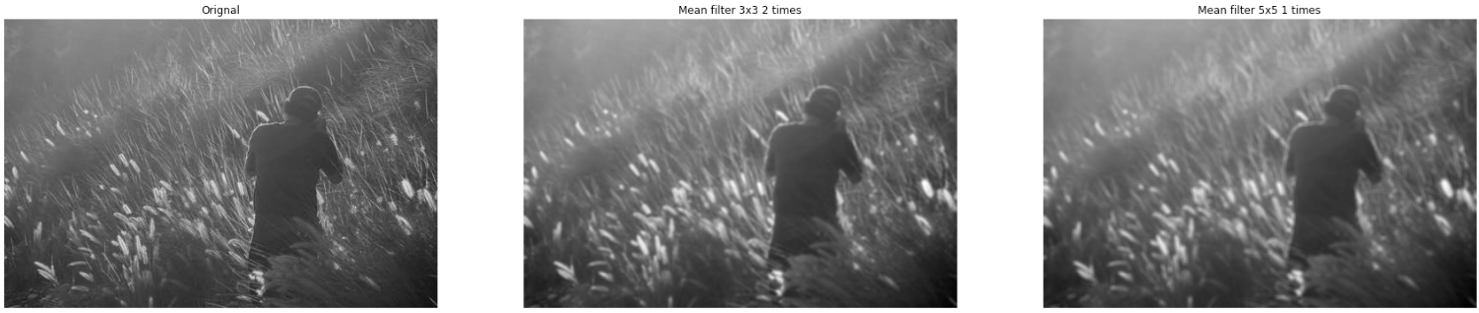 Orignal
Mean filter 3x3 2 times
Mean filter 5x5 1 times